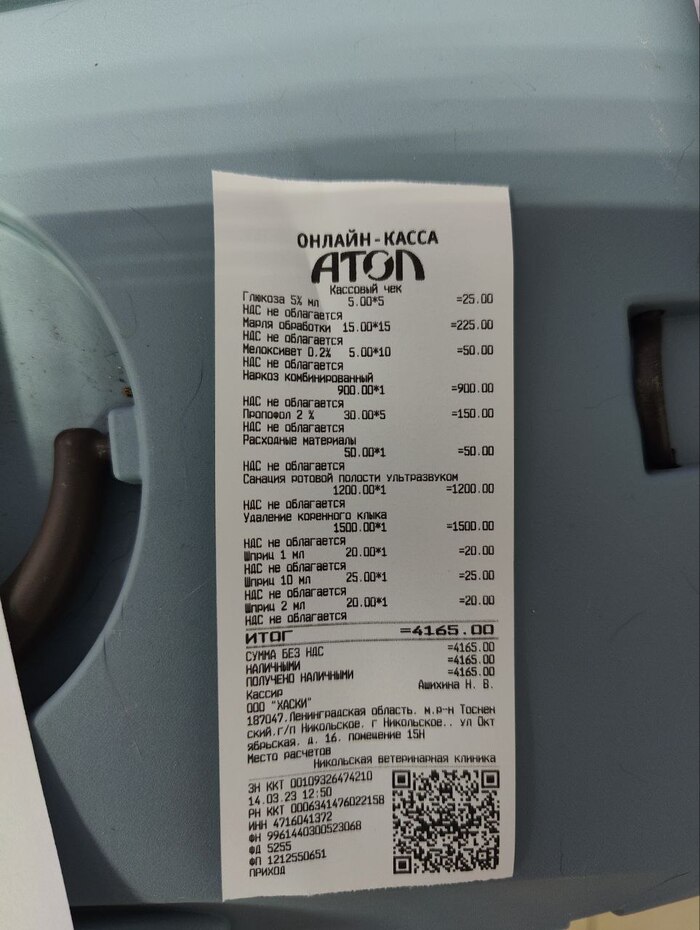 ОНЛАЙН-КАССА
АТОЛ
Кассовый чек
Глюкоза 5% мл 5.00*5 =25.00
НДС не облагается
Марля обработки 15.00*15 =225.00
НДС не облагается
Мелоксивет 0.2% 5.00*10 =50.00
НДС не облагается
Наркоз комбинированный
900.00*1 =900.00
НДС не облагается
Пропофол 2 % 30.00*5 =150.00
НДС не облагается
Расходные материалы
50.00*1 =50.00
НДС не облагается
Санация ротовой полости ультразвуком
1200.00*1 =1200.00
НДС не облагается
Удаление коренного клыка
1500.00*1 =1500.00
НДС не облагается
Шприц 1 мл 20.00*1 =20.00
НДС не облагается
Шприц 10 мл 25.00*1 =25.00
НДС не облагается
Шприц 2 мл 20.00*1 =20.00
НДС не облагается
ИТОГ =4165.00
СУММА БЕЗ НДС =4165.00
НАЛИЧНЫМИ =4165.00
ПОЛУЧЕНО НАЛИЧНЫМИ =4165.00
Кассир Ашихина Н. В.
ООО "ХАСКИ"
187047,Ленинградская область, м.р-н Тоснен
ский,г/п Никольское, г Никольское,, ул Окт
ябрьская, д. 16, помещение 15Н
Место расчетов
Никольская ветеринарная клиника
ЗН ККТ 00109326474210
14.03.23 12:50
РН ККТ 0006341476022158
ИНН 4716041372
ФН 9961440300523068
ФД 5255
ФП 1212550651
ПРИХОД